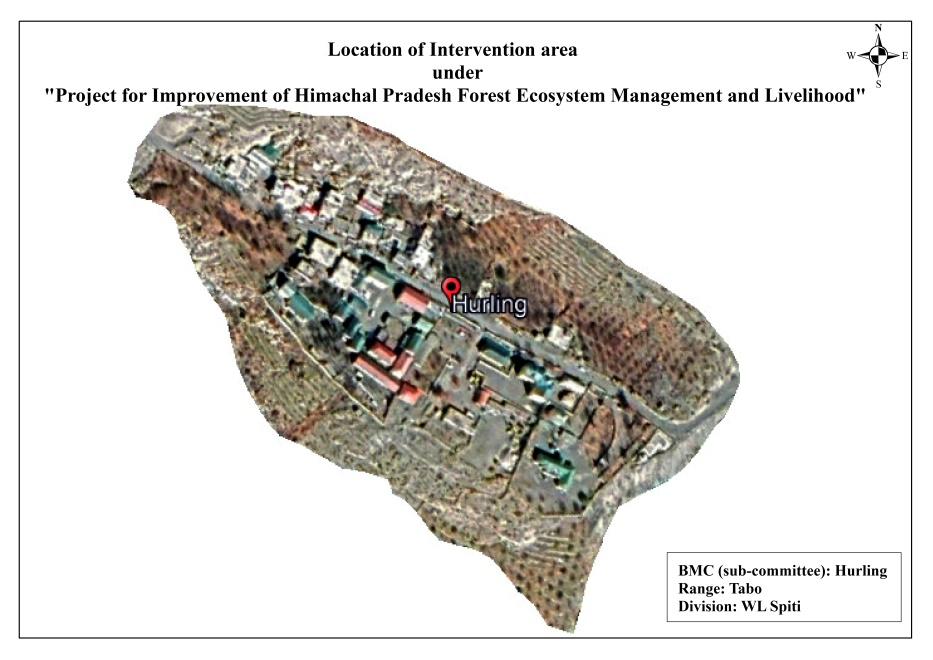 Location of Intervention area
under
"Project for Improvement of Himachal Pradesh Forest Ecosystem Management and Livelihood"
N
W E
S
Hurling
BMC (sub-committee): Hurling
Range: Tabo
Division: WL Spiti